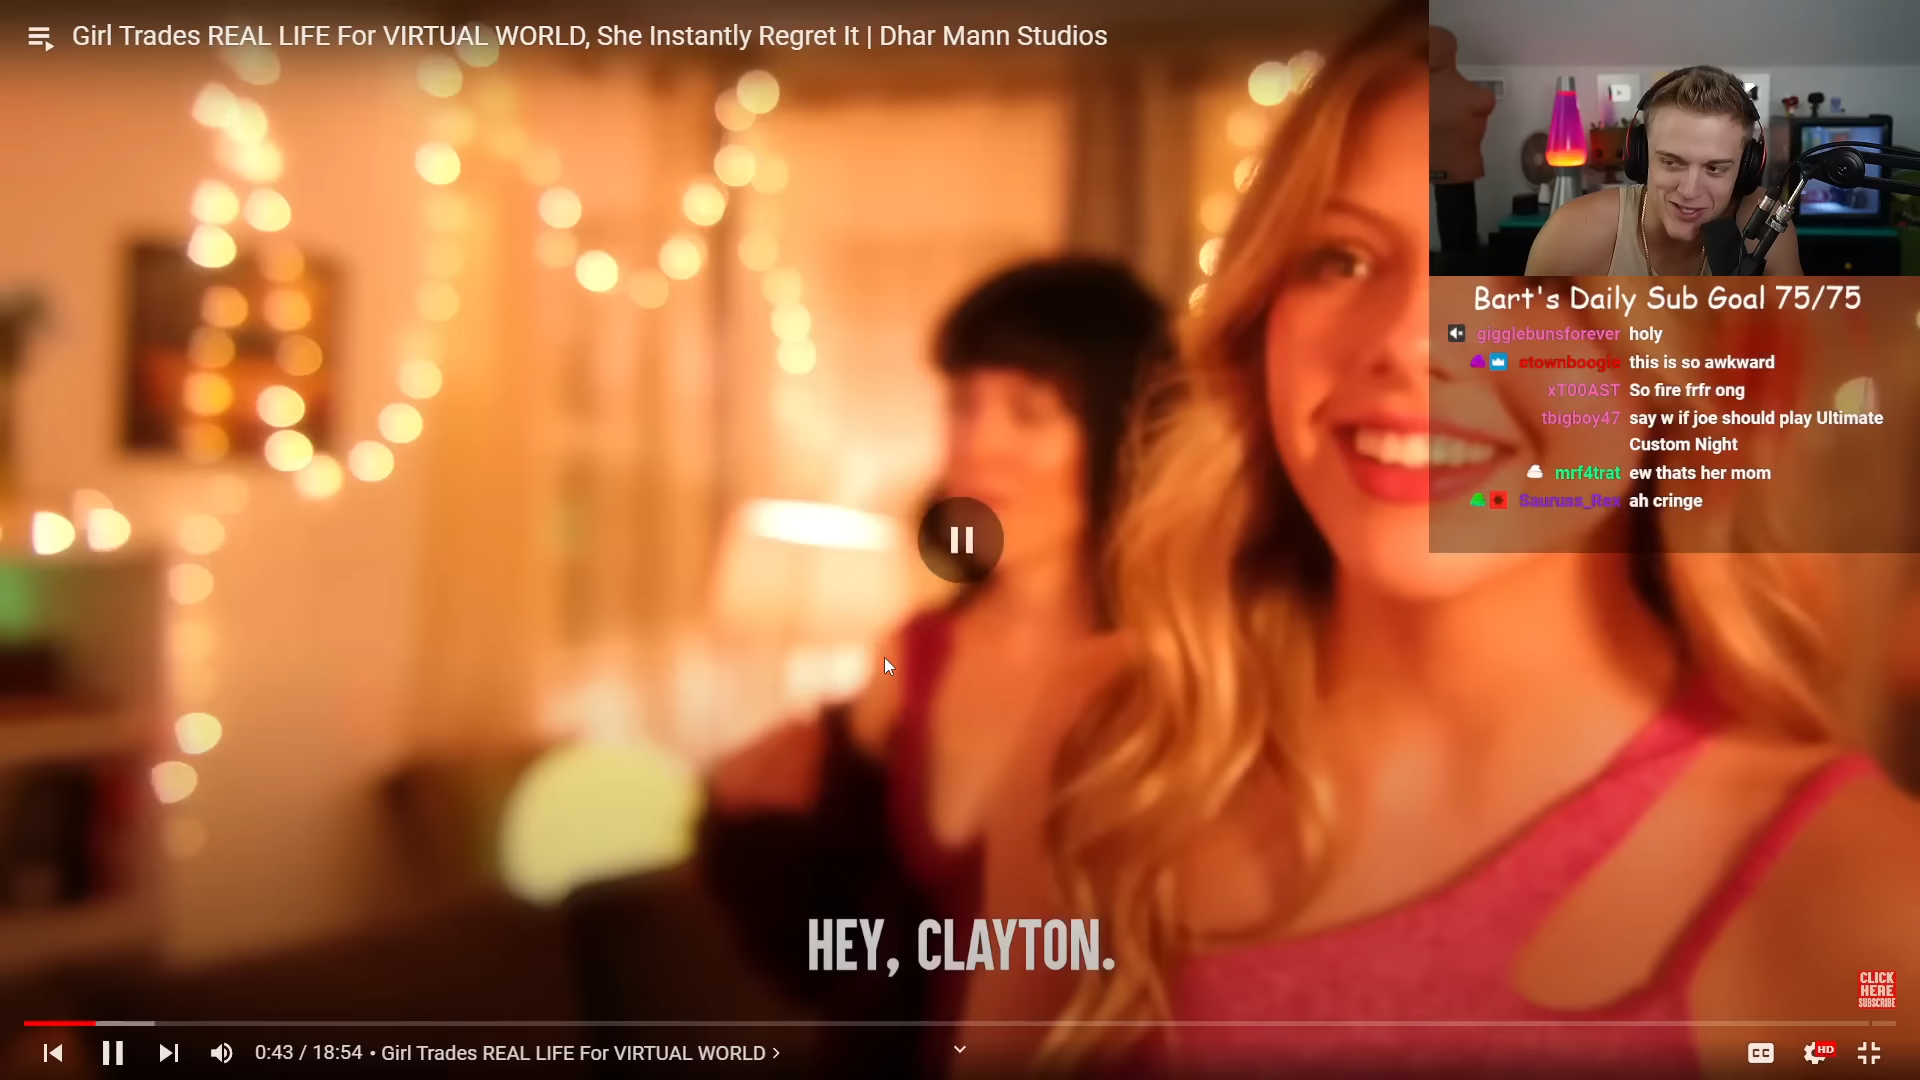 Girl Trades REAL LIFE For VIRTUAL WORLD, She Instantly Regret It | Dhar Mann Studios
Bart's Daily Sub Goal 75/75
gigglebunsforever holy
ctownboogie this is so awkward
xT00AST So fire frfr ong
tbigboy47 say w if joe should play Ultimate
Custom Night
mrf4trat ew thats her mom
ah cringe
HEY, CLAYTON.
CLICK
HERE
SUBSCRIBE
0:43 / 18:54 • Girl Trades REAL LIFE For VIRTUAL WORLD >
CC
HD